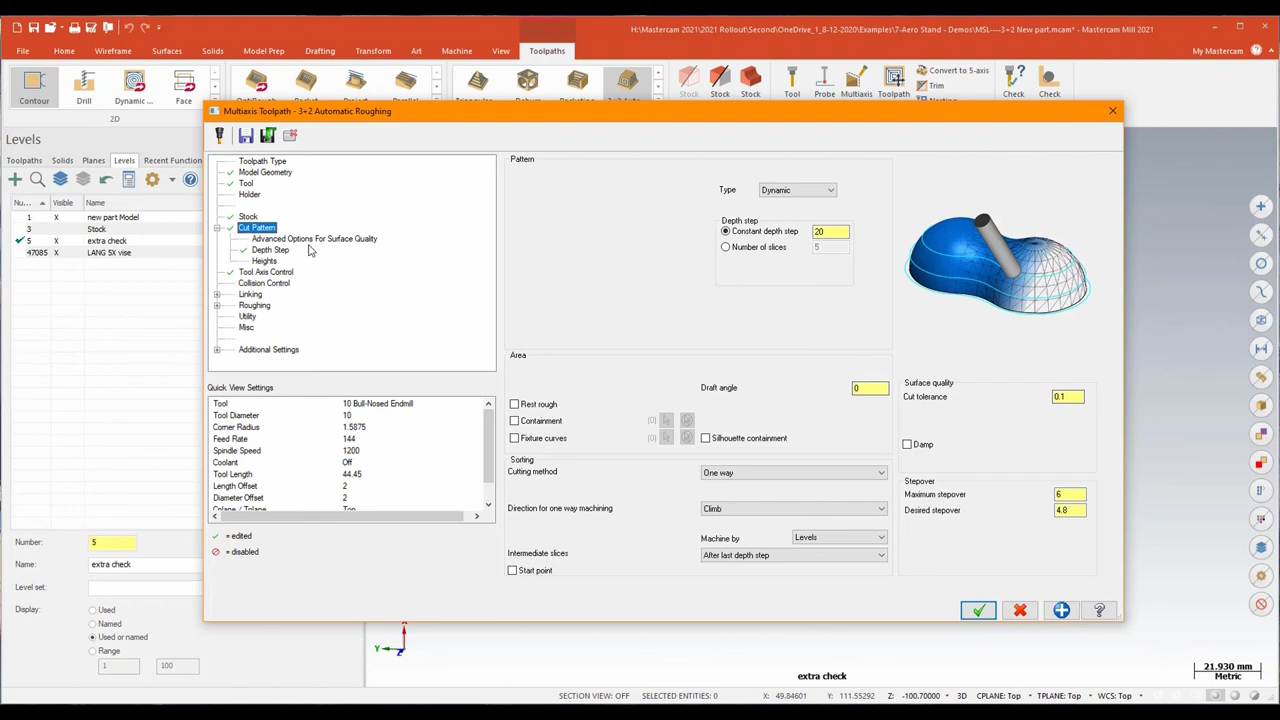 H:\Mastercam 2021\2021 Rollout\Second\OneDrive_1_8-12-2020\Examples\7-Aero Stand - Demos\MSL----3+2 New part.mcam* - Mastercam Mill 2021
File Home Wireframe Surfaces Solids Model Prep Drafting Transform Art Machine View Toolpaths My Mastercam
Contour Drill Dynamic ... Face Stock Stock Stock Tool Probe Multiaxis Toolpath Convert to 5-axis Trim Nesting Check Check
2D
Multiaxis Toolpath - 3+2 Automatic Roughing
Levels
Toolpaths Solids Planes Levels Recent Function
Nu... Visible Name
1 X new part Model
3 Stock
5 X extra check
47085 X LANG 5X vise
Number: 5
Name: extra check
Level set:
Display: Used
Named
Used or named
Range
1 100
Toolpath Type
Model Geometry
Tool
Holder
Stock
Cut Pattern
Advanced Options For Surface Quality
Depth Step
Heights
Tool Axis Control
Collision Control
Linking
Roughing
Utility
Misc
Additional Settings
Quick View Settings
Tool 10 Bull-Nosed Endmill
Tool Diameter 10
Corner Radius 1.5875
Feed Rate 144
Spindle Speed 1200
Coolant Off
Tool Length 44.45
Length Offset 2
Diameter Offset 2
Cplane / Tplane Top
= edited
= disabled
Pattern
Type Dynamic
Depth step
Constant depth step 20
Number of slices 5
Area
Draft angle 0
Rest rough
Containment (0)
Fixture curves (0) Silhouette containment
Sorting
Cutting method One way
Direction for one way machining Climb
Machine by Levels
Intermediate slices After last depth step
Start point
Surface quality
Cut tolerance 0.1
Damp
Stepover
Maximum stepover 6
Desired stepover 4.8
X
Y
Z
extra check
21.930 mm
Metric
SECTION VIEW: OFF SELECTED ENTITIES: 0 X: 49.84601 Y: 111.55292 Z: -100.70000 3D CPLANE: Top TPLANE: Top WCS: Top